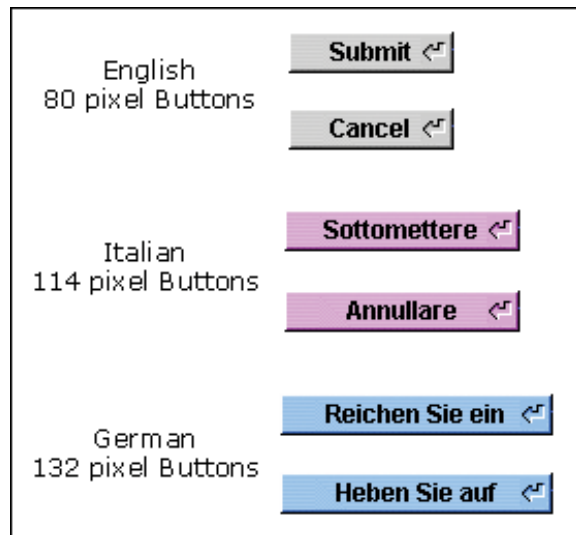 English
80 pixel Buttons
Submit
Cancel
Italian
114 pixel Buttons
Sottomettere
Annullare
German
132 pixel Buttons
Reichen Sie ein
Heben Sie auf